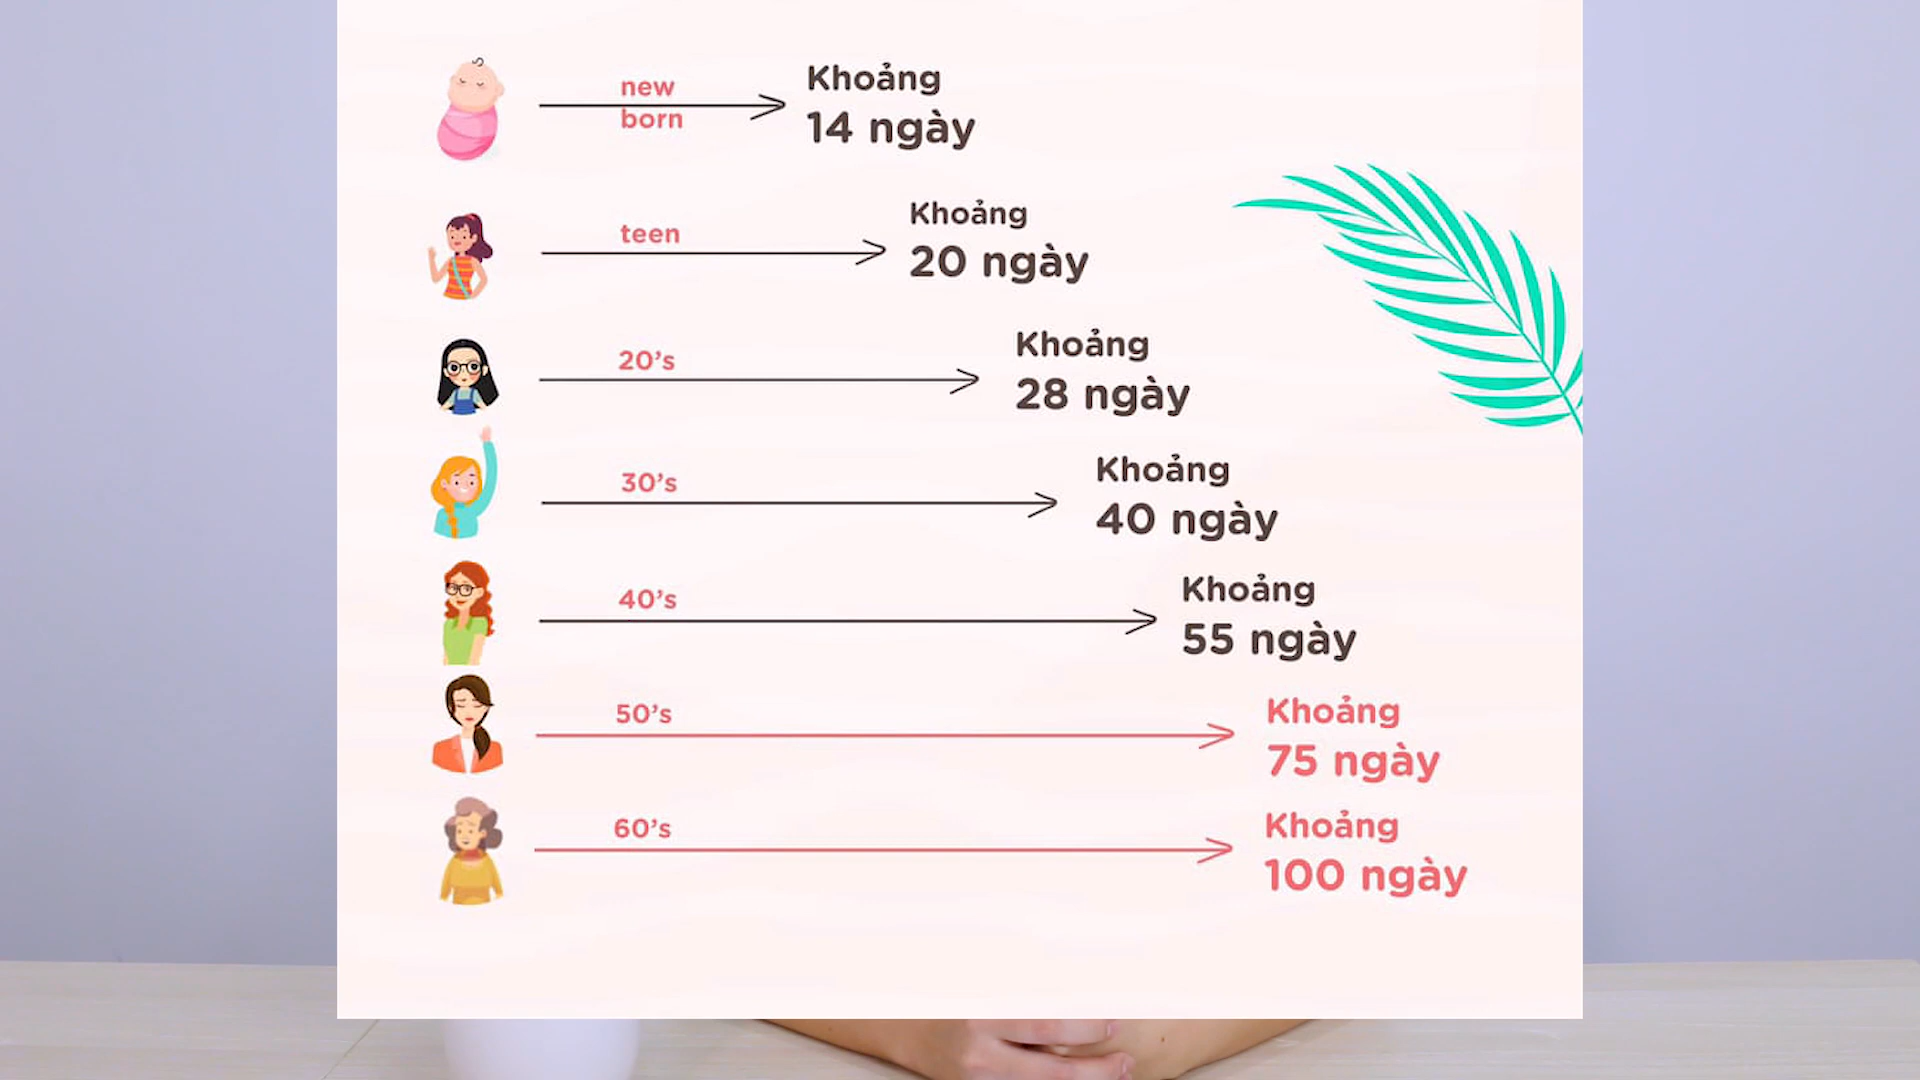 new
born
Khoảng
14 ngày
teen
Khoảng
20 ngày
20's
Khoảng
28 ngày
30's
Khoảng
40 ngày
40's
Khoảng
55 ngày
50's
Khoảng
75 ngày
60's
Khoảng
100 ngày